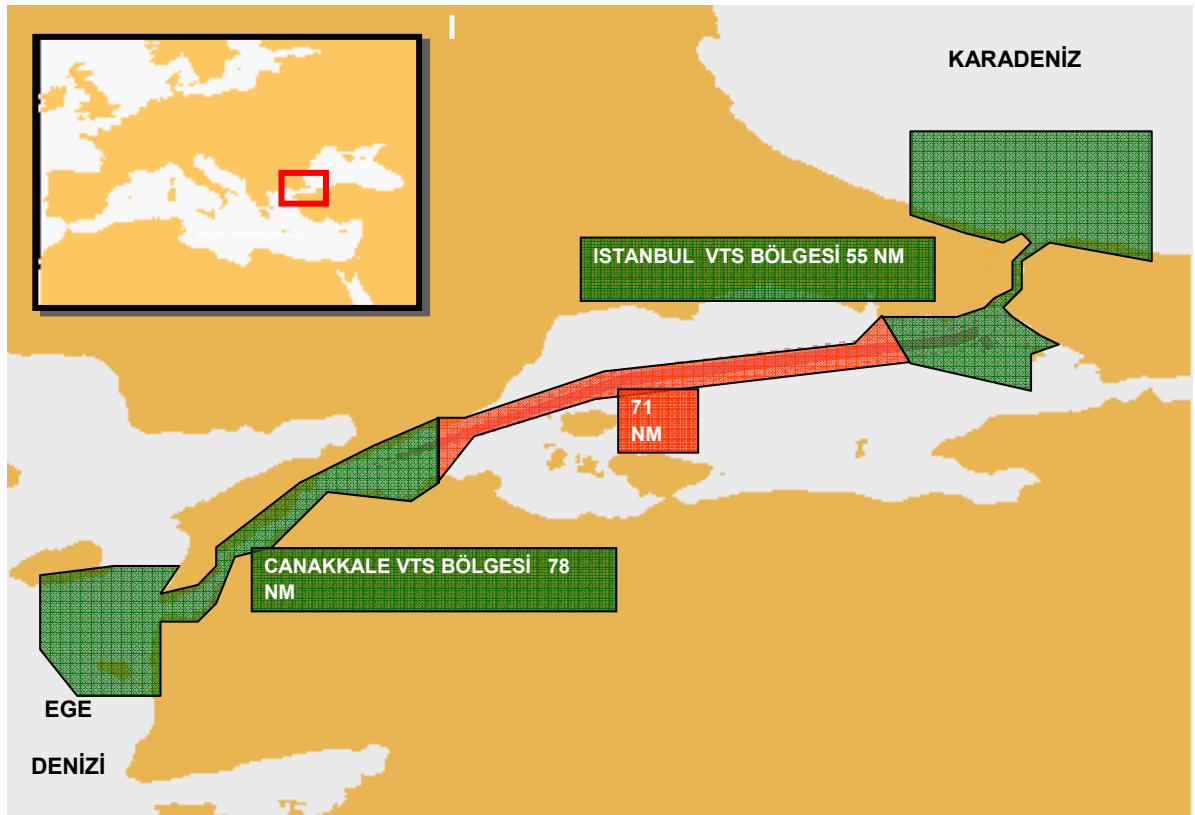 I
KARADENİZ
ISTANBUL VTS BÖLGESİ 55 NM
71
NM
CANAKKALE VTS BÖLGESİ 78
NM
EGE
DENİZİ